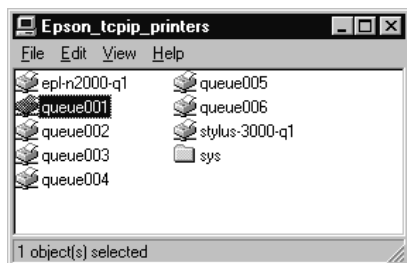 Epson_tcpip_printers
File Edit View Help
epl-n2000-q1
queue001
queue002
queue003
queue004
queue005
queue006
stylus-3000-q1
sys
1 object(s) selected